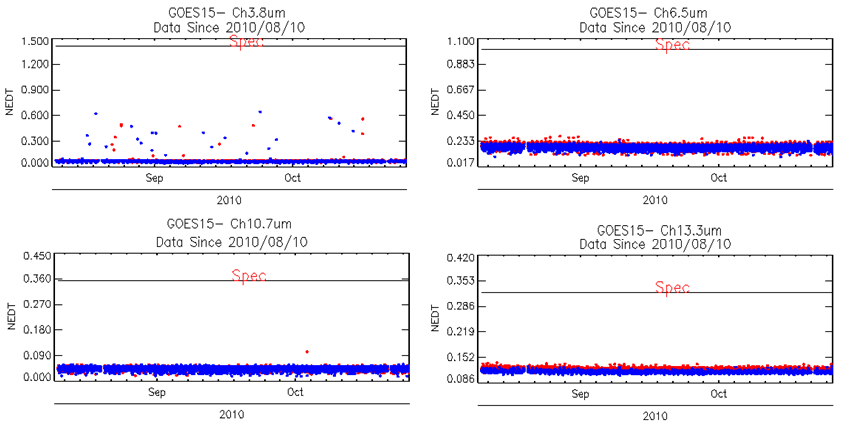 GOES15– Ch3.8um
Data Since 2010/08/10
Spec
1.500
1.200
0.900
0.600
0.300
0.000
NEDT
Sep
Oct
2010
GOES15– Ch6.5um
Data Since 2010/08/10
Spec
1.100
0.883
0.667
0.450
0.233
0.017
NEDT
Sep
Oct
2010
GOES15– Ch10.7um
Data Since 2010/08/10
Spec
0.450
0.360
0.270
0.180
0.090
0.000
NEDT
Sep
Oct
2010
GOES15– Ch13.3um
Data Since 2010/08/10
Spec
0.420
0.353
0.286
0.219
0.152
0.086
NEDT
Sep
Oct
2010